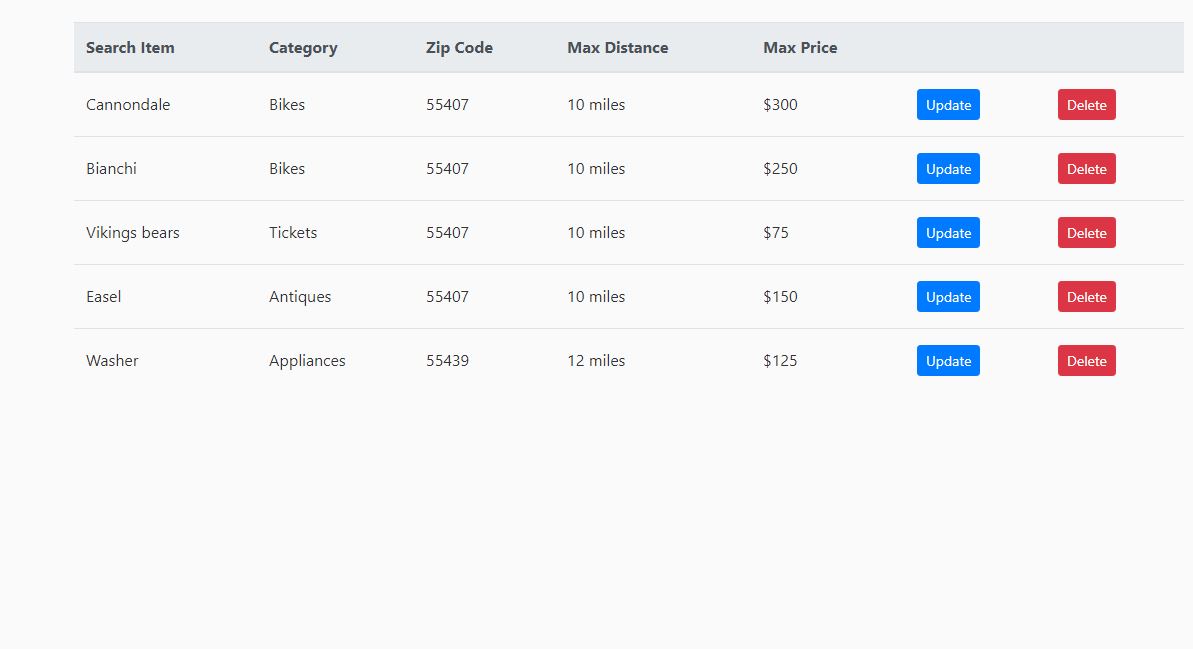 Search Item Category Zip Code Max Distance Max Price
Cannondale Bikes 55407 10 miles $300 Update Delete
Bianchi Bikes 55407 10 miles $250 Update Delete
Vikings bears Tickets 55407 10 miles $75 Update Delete
Easel Antiques 55407 10 miles $150 Update Delete
Washer Appliances 55439 12 miles $125 Update Delete